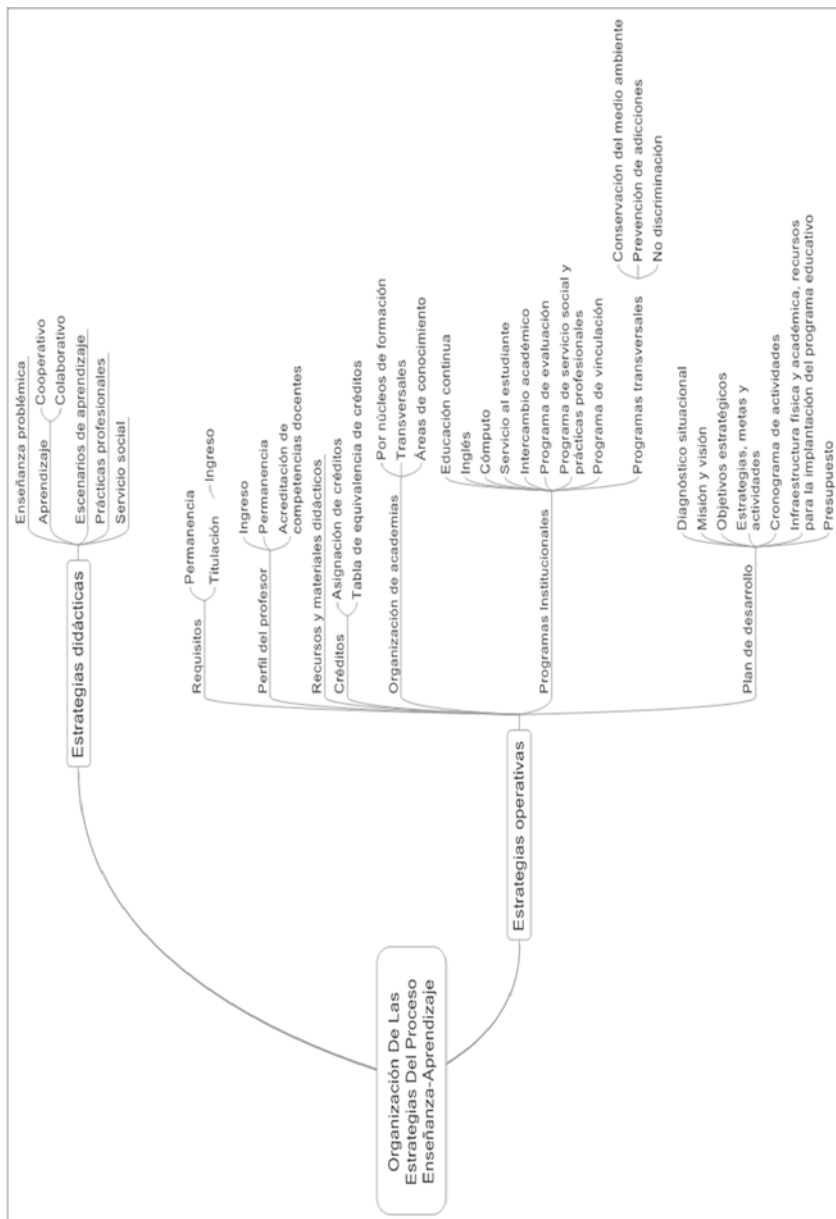 Organización De Las
Estrategias Del Proceso
Enseñanza-Aprendizaje
Estrategias didácticas
Enseñanza problémica
Aprendizaje
Cooperativo
Colaborativo
Escenarios de aprendizaje
Prácticas profesionales
Servicio social
Estrategias operativas
Requisitos
Permanencia
Titulación
Ingreso
Perfil del profesor
Ingreso
Permanencia
Acreditación de
competencias docentes
Recursos y materiales didácticos
Créditos
Asignación de créditos
Tabla de equivalencia de créditos
Organización de academias
Por núcleos de formación
Transversales
Áreas de conocimiento
Programas Institucionales
Educación continua
Inglés
Cómputo
Servicio al estudiante
Intercambio académico
Programa de evaluación
Programa de servicio social y
prácticas profesionales
Programa de vinculación
Programas transversales
Conservación del medio ambiente
Prevención de adicciones
No discriminación
Plan de desarrollo
Diagnóstico situacional
Misión y visión
Objetivos estratégicos
Estrategias, metas y
actividades
Cronograma de actividades
Infraestructura física y académica, recursos
para la implantación del programa educativo
Presupuesto